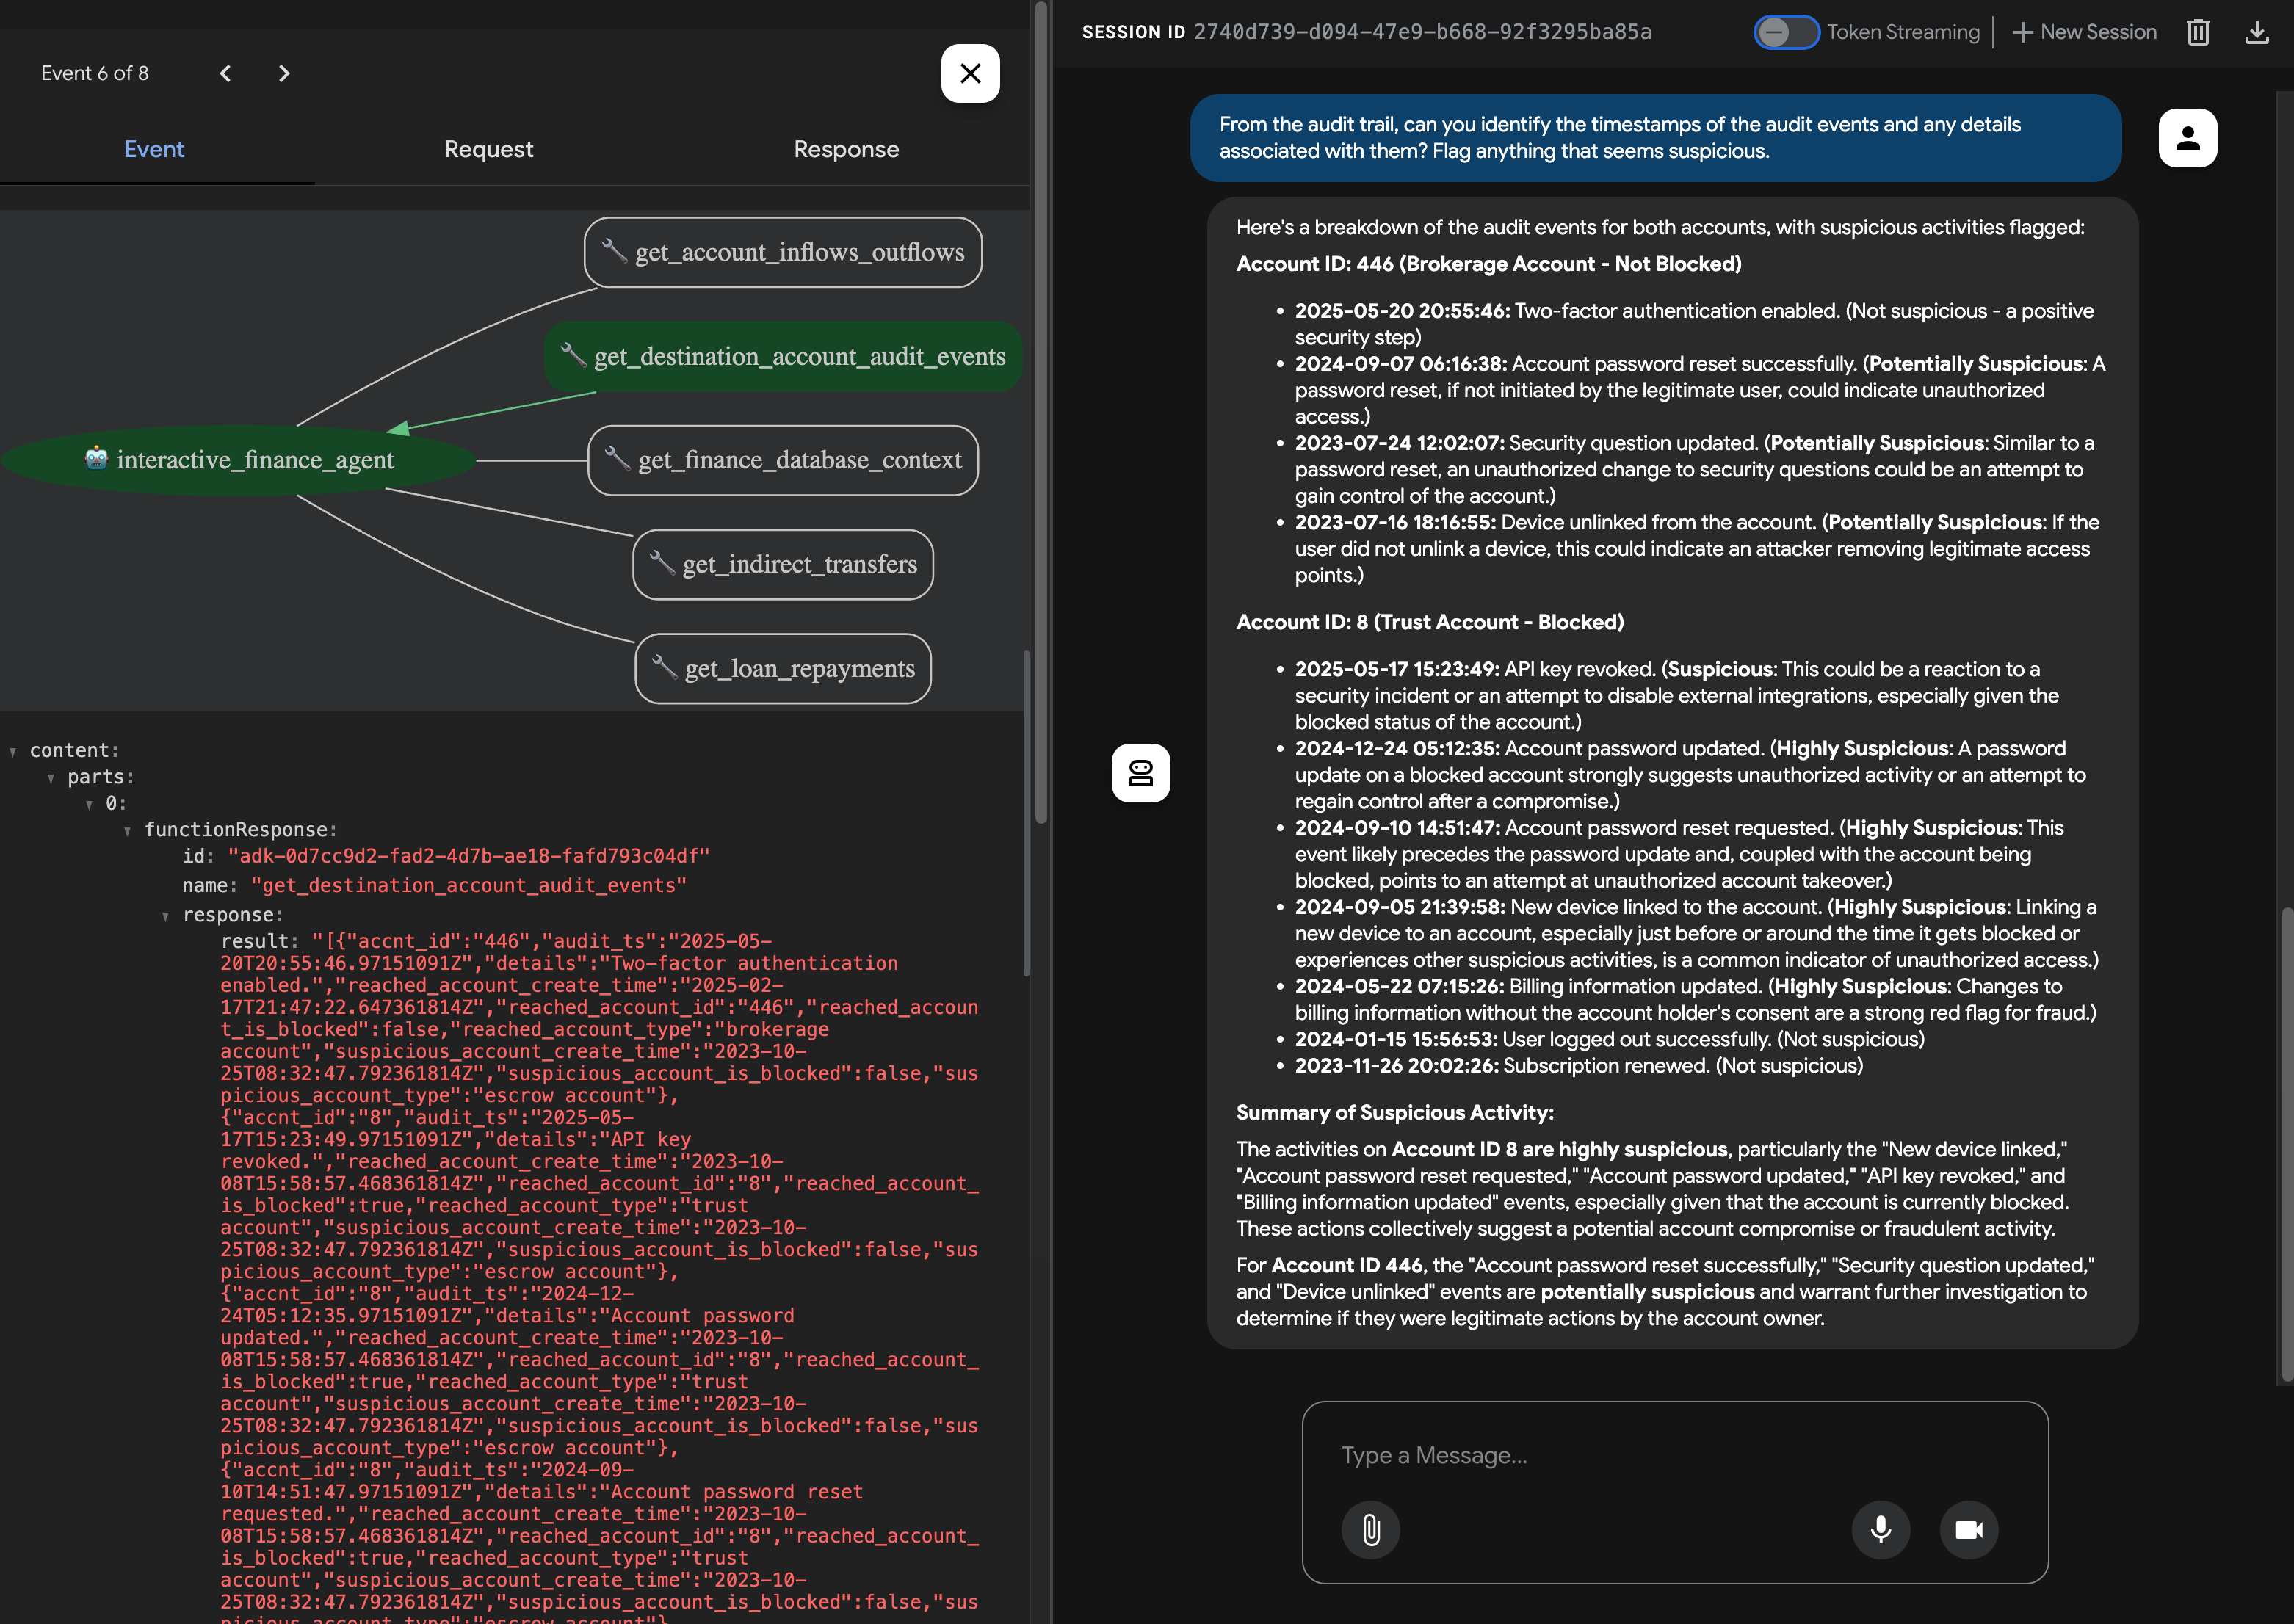 Event 6 of 8
Event
Request
Response
get_account_inflows_outflows
get_destination_account_audit_events
interactive_finance_agent
get_finance_database_context
get_indirect_transfers
get_loan_repayments
content:
parts:
0:
functionResponse:
id: "adk-0d7cc9d2-fad2-4d7b-ae18-fafd793c04df"
name: "get_destination_account_audit_events"
response:
result: "[{"accnt_id":"446","audit_ts":"2025-05-
20T20:55:46.97151091Z","details":"Two-factor authentication
enabled.","reached_account_create_time":"2025-02-
17T21:47:22.647361814Z","reached_account_id":"446","reached_accoun
t_is_blocked":false,"reached_account_type":"brokerage
account","suspicious_account_create_time":"2023-10-
25T08:32:47.792361814Z","suspicious_account_is_blocked":false,"sus
picious_account_type":"escrow account"},
{"accnt_id":"8","audit_ts":"2025-05-
17T15:23:49.97151091Z","details":"API key
revoked.","reached_account_create_time":"2023-10-
08T15:58:57.468361814Z","reached_account_id":"8","reached_account_
is_blocked":true,"reached_account_type":"trust
account","suspicious_account_create_time":"2023-10-
25T08:32:47.792361814Z","suspicious_account_is_blocked":false,"sus
picious_account_type":"escrow account"},
{"accnt_id":"8","audit_ts":"2024-12-
24T05:12:35.97151091Z","details":"Account password
updated.","reached_account_create_time":"2023-10-
08T15:58:57.468361814Z","reached_account_id":"8","reached_account_
is_blocked":true,"reached_account_type":"trust
account","suspicious_account_create_time":"2023-10-
25T08:32:47.792361814Z","suspicious_account_is_blocked":false,"sus
picious_account_type":"escrow account"},
{"accnt_id":"8","audit_ts":"2024-09-
10T14:51:47.97151091Z","details":"Account password reset
requested.","reached_account_create_time":"2023-10-
08T15:58:57.468361814Z","reached_account_id":"8","reached_account_
is_blocked":true,"reached_account_type":"trust
account","suspicious_account_create_time":"2023-10-
25T08:32:47.792361814Z","suspicious_account_is_blocked":false,"sus
picious_account_type":"escrow account"},
SESSION ID 2740d739-d094-47e9-b668-92f3295ba85a
Token Streaming
New Session
From the audit trail, can you identify the timestamps of the audit events and any details
associated with them? Flag anything that seems suspicious.
Here's a breakdown of the audit events for both accounts, with suspicious activities flagged:
Account ID: 446 (Brokerage Account - Not Blocked)
• 2025-05-20 20:55:46: Two-factor authentication enabled. (Not suspicious - a positive
security step)
• 2024-09-07 06:16:38: Account password reset successfully. (Potentially Suspicious: A
password reset, if not initiated by the legitimate user, could indicate unauthorized
access.)
• 2023-07-24 12:02:07: Security question updated. (Potentially Suspicious: Similar to a
password reset, an unauthorized change to security questions could be an attempt to
gain control of the account.)
• 2023-07-16 18:16:55: Device unlinked from the account. (Potentially Suspicious: If the
user did not unlink a device, this could indicate an attacker removing legitimate access
points.)
Account ID: 8 (Trust Account - Blocked)
• 2025-05-17 15:23:49: API key revoked. (Suspicious: This could be a reaction to a
security incident or an attempt to disable external integrations, especially given the
blocked status of the account.)
• 2024-12-24 05:12:35: Account password updated. (Highly Suspicious: A password
update on a blocked account strongly suggests unauthorized activity or an attempt to
regain control after a compromise.)
• 2024-09-10 14:51:47: Account password reset requested. (Highly Suspicious: This
event likely precedes the password update and, coupled with the account being
blocked, points to an attempt at unauthorized account takeover.)
• 2024-09-05 21:39:58: New device linked to the account. (Highly Suspicious: Linking a
new device to an account, especially just before or around the time it gets blocked or
experiences other suspicious activities, is a common indicator of unauthorized access.)
• 2024-05-22 07:15:26: Billing information updated. (Highly Suspicious: Changes to
billing information without the account holder's consent are a strong red flag for fraud.)
• 2024-01-15 15:56:53: User logged out successfully. (Not suspicious)
• 2023-11-26 20:02:26: Subscription renewed. (Not suspicious)
Summary of Suspicious Activity:
The activities on Account ID 8 are highly suspicious, particularly the "New device linked,"
"Account password reset requested," "Account password updated," "API key revoked," and
"Billing information updated" events, especially given that the account is currently blocked.
These actions collectively suggest a potential account compromise or fraudulent activity.
For Account ID 446, the "Account password reset successfully," "Security question updated,"
and "Device unlinked" events are potentially suspicious and warrant further investigation to
determine if they were legitimate actions by the account owner.
Type a Message...